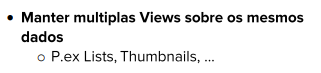 • Manter multiplas Views sobre os mesmos
dados
o P.ex Lists, Thumbnails, ...